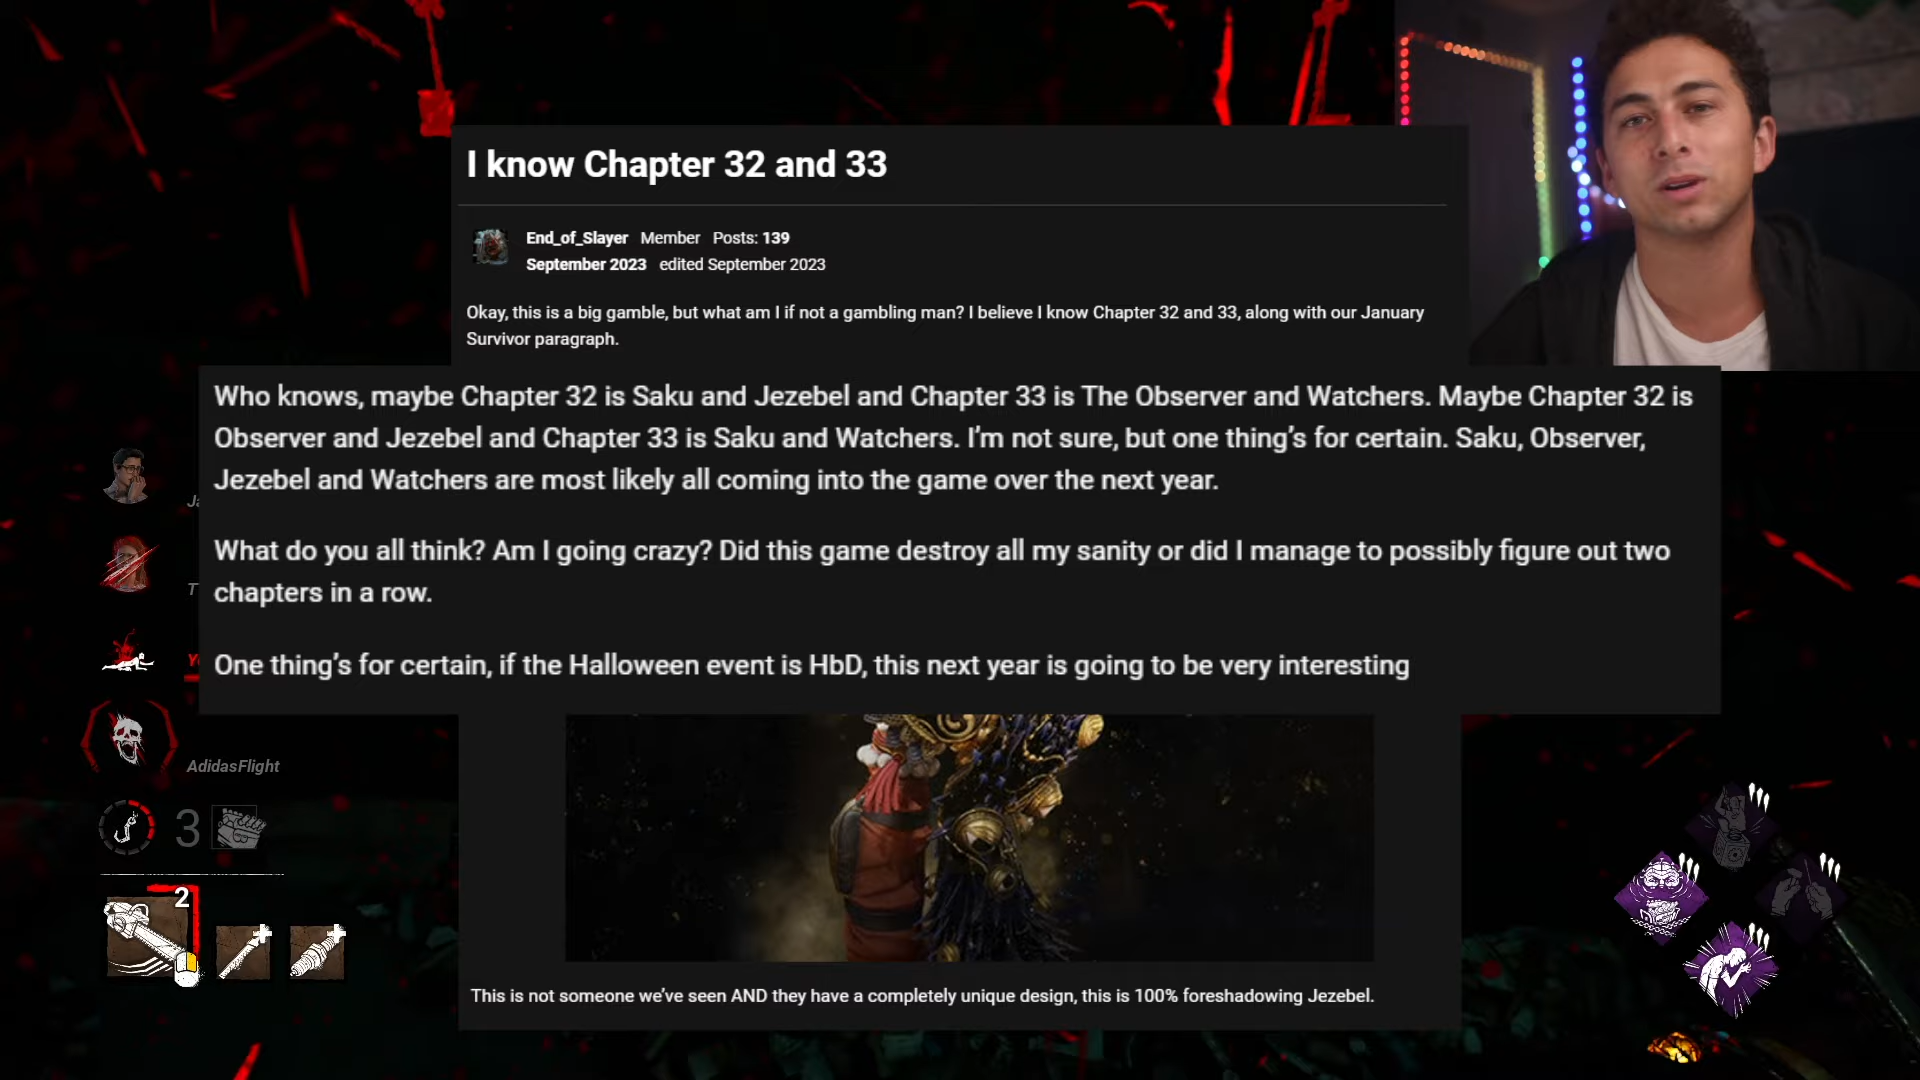 I know Chapter 32 and 33
End_of_Slayer Member Posts: 139
September 2023 edited September 2023
Okay, this is a big gamble, but what am I if not a gambling man? I believe I know Chapter 32 and 33, along with our January
Survivor paragraph.
Who knows, maybe Chapter 32 is Saku and Jezebel and Chapter 33 is The Observer and Watchers. Maybe Chapter 32 is
Observer and Jezebel and Chapter 33 is Saku and Watchers. I’m not sure, but one thing’s for certain. Saku, Observer,
Jezebel and Watchers are most likely all coming into the game over the next year.
What do you all think? Am I going crazy? Did this game destroy all my sanity or did I manage to possibly figure out two
chapters in a row.
One thing’s for certain, if the Halloween event is HbD, this next year is going to be very interesting
AdidasFlight
3
2
This is not someone we’ve seen AND they have a completely unique design, this is 100% foreshadowing Jezebel.